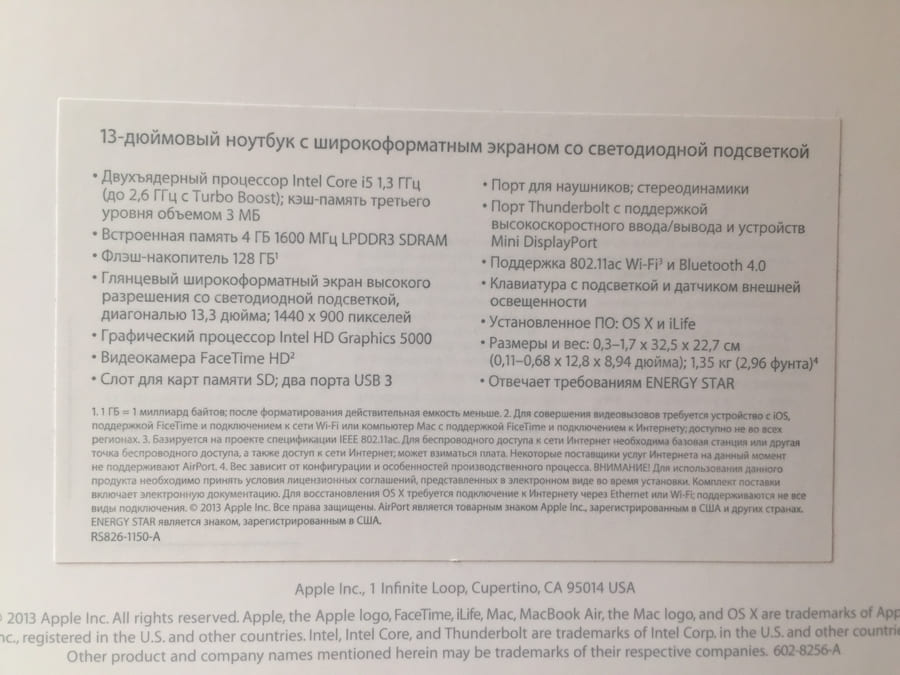 13-дюймовый ноутбук с широкоформатным экраном со светодиодной подсветкой
• Двухъядерный процессор Intel Core i5 1,3 ГГц
(до 2,6 ГГц с Turbo Boost); кэш-память третьего
уровня объемом 3 МБ
• Встроенная память 4 ГБ 1600 МГц LPDDR3 SDRAM
• Флэш-накопитель 128 ГБ¹
• Глянцевый широкоформатный экран высокого
разрешения со светодиодной подсветкой,
диагональю 13,3 дюйма; 1440 x 900 пикселей
• Графический процессор Intel HD Graphics 5000
• Видеокамера FaceTime HD²
• Слот для карт памяти SD; два порта USB 3
• Порт для наушников; стереодинамики
• Порт Thunderbolt с поддержкой
высокоскоростного ввода/вывода и устройств
Mini DisplayPort
• Поддержка 802.11ac Wi-Fi³ и Bluetooth 4.0
• Клавиатура с подсветкой и датчиком внешней
освещенности
• Установленное ПО: OS X и iLife
• Размеры и вес: 0,3–1,7 x 32,5 x 22,7 см
(0,11–0,68 x 12,8 x 8,94 дюйма); 1,35 кг (2,96 фунта)⁴
• Отвечает требованиям ENERGY STAR
1. 1 ГБ = 1 миллиард байтов; после форматирования действительная емкость меньше. 2. Для совершения видеовызовов требуется устройство с iOS,
поддержкой FiceTime и подключением к сети Wi-Fi или компьютер Mac с поддержкой FiceTime и подключением к Интернету; доступно не во всех
регионах. 3. Базируется на проекте спецификации IEEE 802.11ac. Для беспроводного доступа к сети Интернет необходима базовая станция или другая
точка беспроводного доступа, а также доступ к сети Интернет; может взиматься плата. Некоторые поставщики услуг Интернета на данный момент
не поддерживают AirPort. 4. Вес зависит от конфигурации и особенностей производственного процесса. ВНИМАНИЕ! Для использования данного
продукта необходимо принять условия лицензионных соглашений, представленных в электронном виде во время установки. Комплект поставки
включает электронную документацию. Для восстановления OS X требуется подключение к Интернету через Ethernet или Wi-Fi; поддерживаются не все
виды подключения. © 2013 Apple Inc. Все права защищены. AirPort является товарным знаком Apple Inc., зарегистрированным в США и других странах.
ENERGY STAR является знаком, зарегистрированным в США.
RS826-1150-A
Apple Inc., 1 Infinite Loop, Cupertino, CA 95014 USA
© 2013 Apple Inc. All rights reserved. Apple, the Apple logo, FaceTime, iLife, Mac, MacBook Air, the Mac logo, and OS X are trademarks of App
nc., registered in the U.S. and other countries. Intel, Intel Core, and Thunderbolt are trademarks of Intel Corp. in the U.S. and other countrie
Other product and company names mentioned herein may be trademarks of their respective companies. 602-8256-A